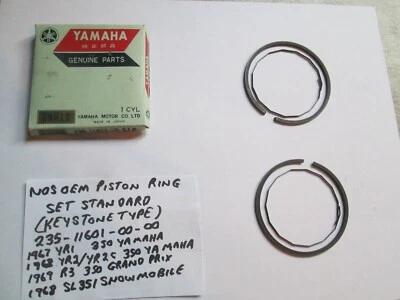 YAMAHA
GENUINE PARTS
1 CYL
YAMAHA MOTOR CO., LTD
MADE IN JAPAN
NOS OEM PISTON RING
SET STANDARD
(KEYSTONE TYPE)
235-11601-00-00
1967 YR1 350 YAMAHA
1968 YR2/YR2C 350 YAMAHA
1969 R3 350 GRAND PRIX
1968 SL351 SNOWMOBILE